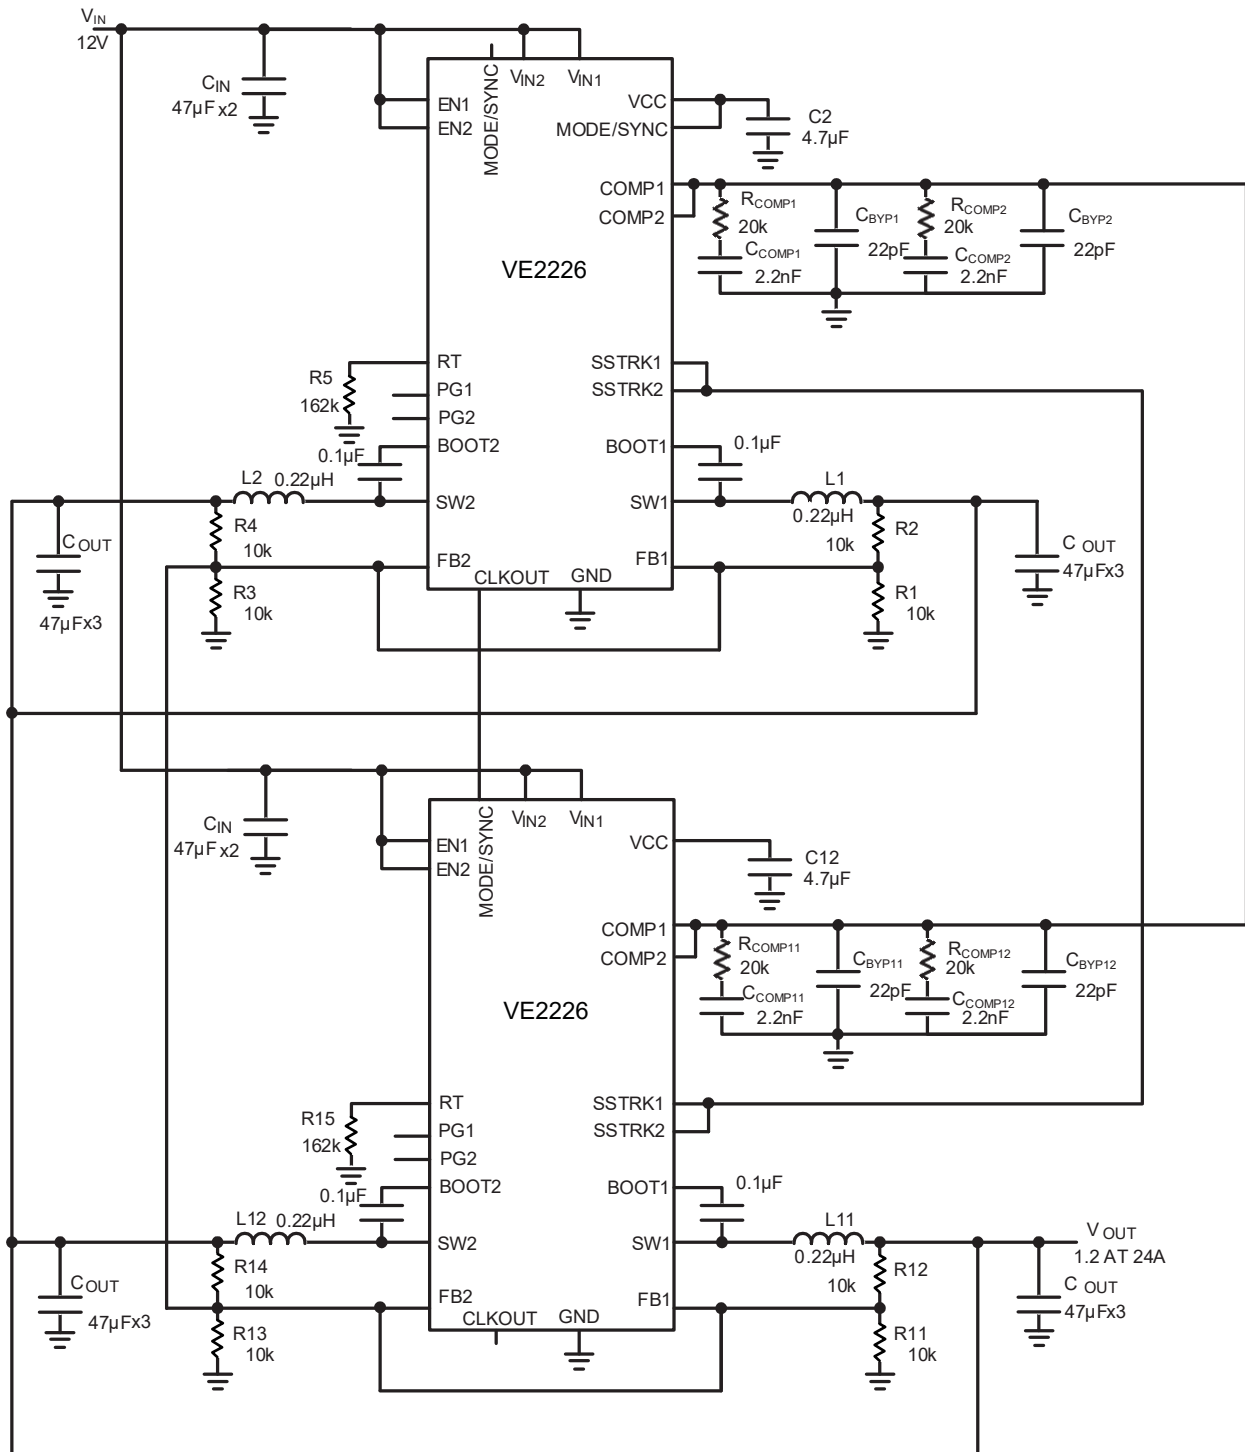 VIN
12V
CIN
47µF x2
MODE/SYNC
VIN2
VIN1
EN1
EN2
VCC
MODE/SYNC
C2
4.7µF
COMP1
COMP2
RCOMP1
20k
CCOMP1
2.2nF
CBYP1
22pF
RCOMP2
20k
CCOMP2
2.2nF
CBYP2
22pF
VE2226
RT
PG1
PG2
BOOT2
R5
162k
0.1µF
SSTRK1
SSTRK2
BOOT1
0.1µF
L2 0.22µH
SW2
SW1
L1
0.22µH
R4
10k
R2
10k
C OUT
47µFx3
C OUT
47µFx3
FB2
CLKOUT
GND
FB1
R3
10k
R1
10k
CIN
47µF x2
MODE/SYNC
VIN2
VIN1
EN1
EN2
VCC
C12
4.7µF
COMP1
COMP2
RCOMP11
20k
CCOMP11
2.2nF
CBYP11
22pF
RCOMP12
20k
CCOMP12
2.2nF
CBYP12
22pF
VE2226
RT
PG1
PG2
BOOT2
R15
162k
0.1µF
SSTRK1
SSTRK2
BOOT1
0.1µF
L12 0.22µH
SW2
SW1
L11
0.22µH
V OUT
1.2 AT 24A
R14
10k
R12
10k
C OUT
47µFx3
C OUT
47µFx3
FB2
CLKOUT
GND
FB1
R13
10k
R11
10k